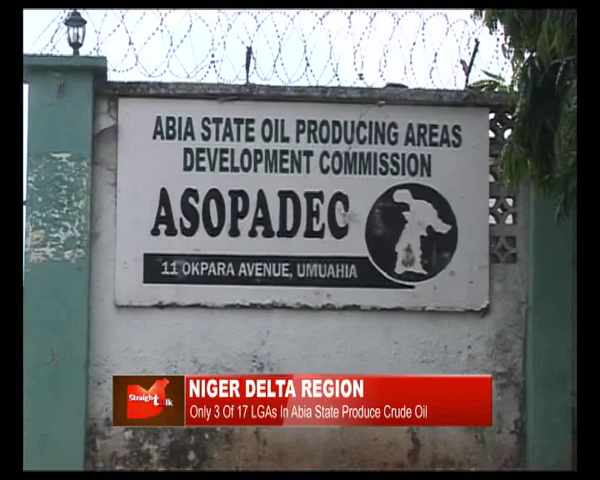 ABIA STATE OIL PRODUCING AREAS
DEVELOPMENT COMMISSION
ASOPADEC
11 OKPARA AVENUE, UMUAHIA
NIGER DELTA REGION
Straight
Only 3 Of 17 LGAs In Abia State Produce Crude Oil